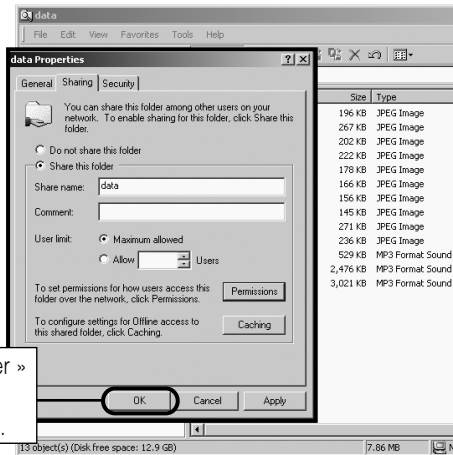 data
File Edit View Favorites Tools Help
data Properties
General Sharing Security
You can share this folder among other users on your
network. To enable sharing for this folder, click Share this
folder.
Do not share this folder
Share this folder
Share name: data
Comment:
User limit: Maximum allowed
Allow Users
To set permissions for how users access this
folder over the network, click Permissions.
Permissions
To configure settings for Offline access to
this shared folder, click Caching.
Caching
OK Cancel Apply
er »
.
Size Type
196 KB JPEG Image
267 KB JPEG Image
202 KB JPEG Image
222 KB JPEG Image
178 KB JPEG Image
166 KB JPEG Image
156 KB JPEG Image
145 KB JPEG Image
271 KB JPEG Image
236 KB JPEG Image
529 KB MP3 Format Sound
2,476 KB MP3 Format Sound
3,021 KB MP3 Format Sound
13 object(s) (Disk free space: 12.9 GB) 7.86 MB